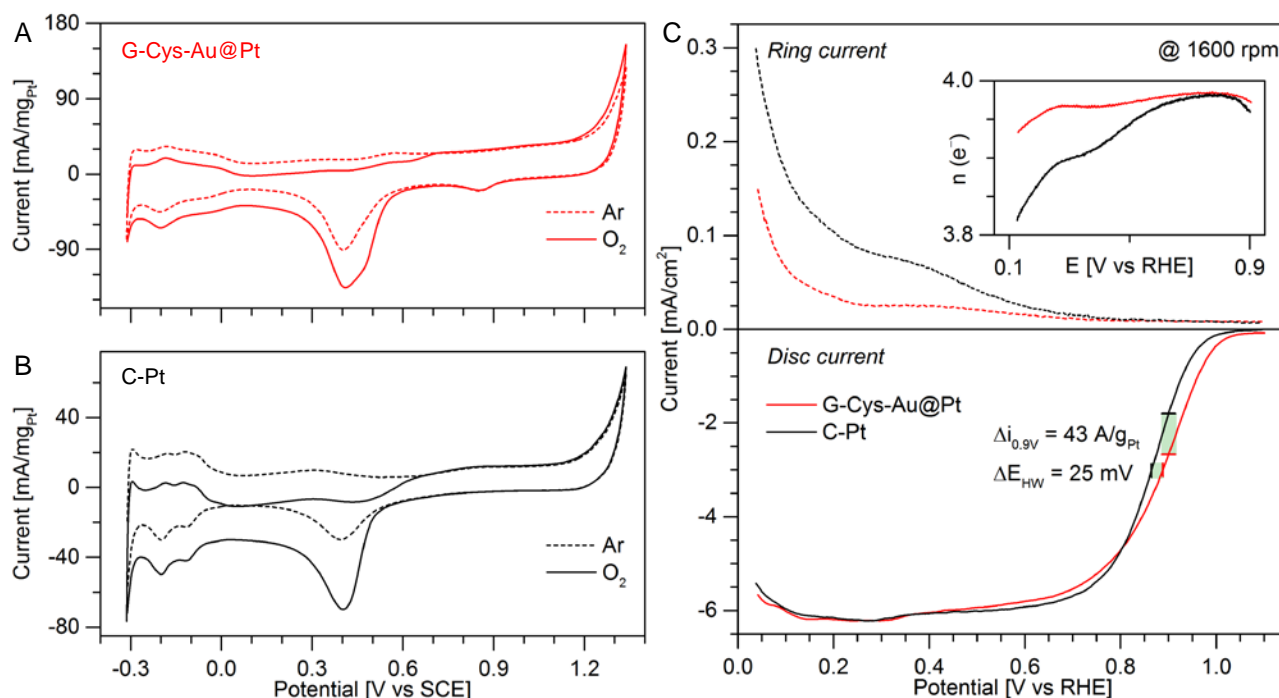 A
G-Cys-Au@Pt
Current [mA/mgPt]
180
90
0
-90
Ar
O2
B
C-Pt
Current [mA/mgPt]
40
0
-40
-80
Ar
O2
-0.3 0.0 0.3 0.6 0.9 1.2
Potential [V vs SCE]
C
Ring current
@ 1600 rpm
0.3
0.2
0.1
0.0
Current [mA/cm²]
4.0
n (e⁻)
3.8
0.1 E [V vs RHE] 0.9
Disc current
G-Cys-Au@Pt
C-Pt
Δi0.9V = 43 A/gPt
ΔEHW = 25 mV
-2
-4
-6
0.0 0.2 0.4 0.6 0.8 1.0
Potential [V vs RHE]